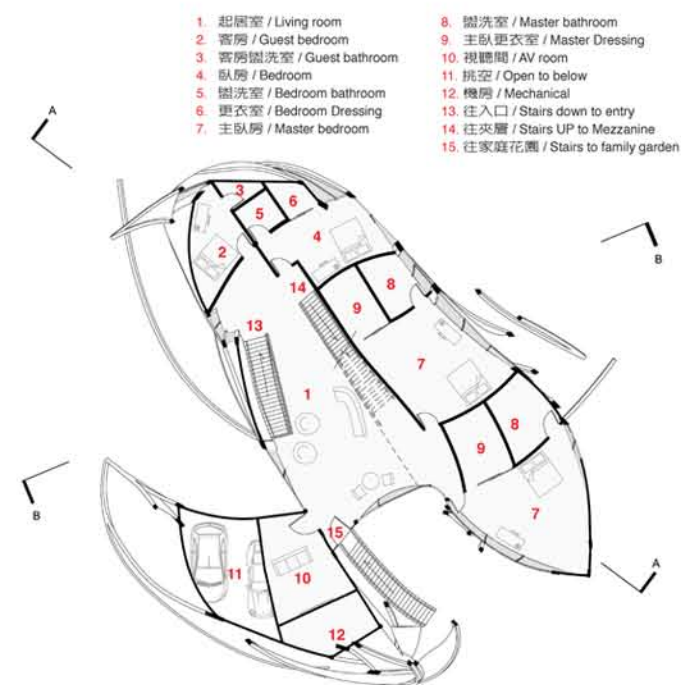 1. 起居室 / Living room
2. 客房 / Guest bedroom
3. 客房盥洗室 / Guest bathroom
4. 臥房 / Bedroom
5. 盥洗室 / Bedroom bathroom
6. 更衣室 / Bedroom Dressing
7. 主臥房 / Master bedroom
8. 盥洗室 / Master bathroom
9. 主臥更衣室 / Master Dressing
10. 視聽間 / AV room
11. 挑空 / Open to below
12. 機房 / Mechanical
13. 往入口 / Stairs down to entry
14. 往夾層 / Stairs UP to Mezzanine
15. 往家庭花園 / Stairs to family garden
A
B
3
6
5
4
2
14
8
9
13
7
1
8
9
B
7
15
10
11
12
A